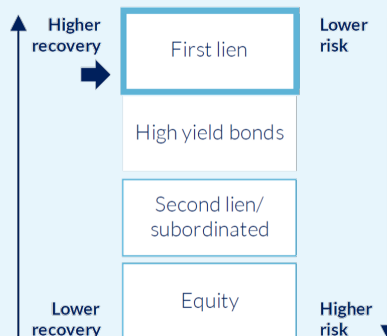 Higher
recovery
First lien
Lower
risk
High yield bonds
Second lien/
subordinated
Equity
Lower
recovery
Higher
risk